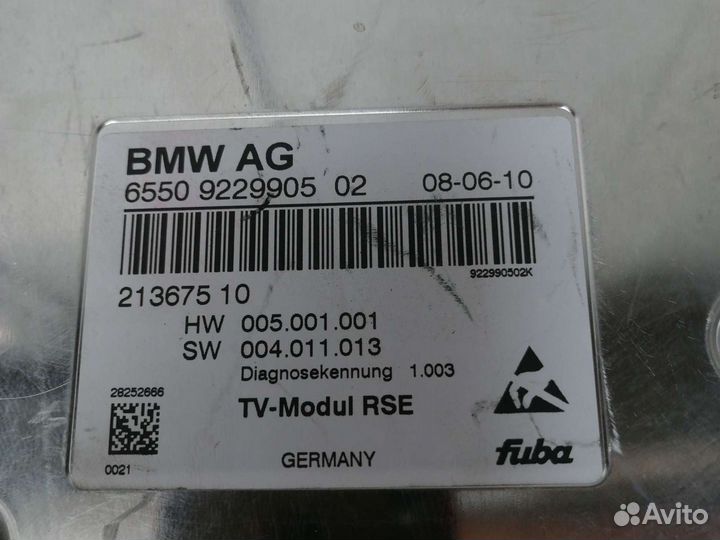 BMW AG
6550 9229905 02 08-06-10
922990502K
213675 10
HW 005.001.001
SW 004.011.013
Diagnosekennung 1.003
28252666
TV-Modul RSE
0021
GERMANY
fuba
Avito